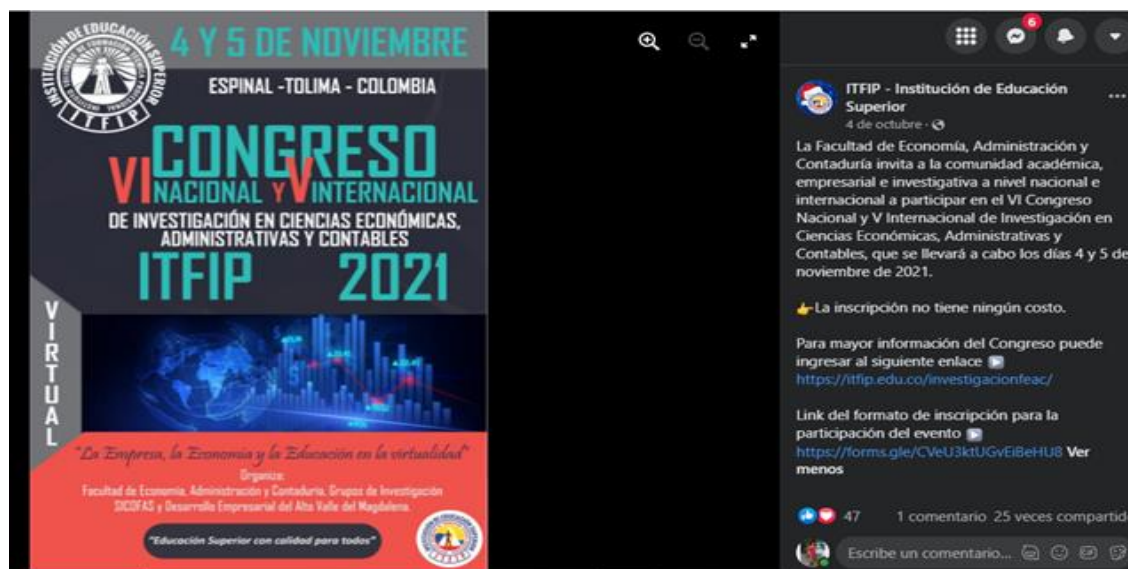 INSTITUCIÓN DE EDUCACIÓN SUPERIOR
ITFIP
4 Y 5 DE NOVIEMBRE
ESPINAL -TOLIMA - COLOMBIA
CONGRESO
VI NACIONAL Y V INTERNACIONAL
DE INVESTIGACIÓN EN CIENCIAS ECONÓMICAS,
ADMINISTRATIVAS Y CONTABLES
ITFIP 2021
VIRTUAL
"La Empresa, la Economía y la Educación en la virtualidad"
Organiza:
Facultad de Economía, Administración y Contaduría, Grupos de Investigación
SICOFAS y Desarrollo Empresarial del Alto Valle del Magdalena.
"Educación Superior con calidad para todos"
6
ITFIP - Institución de Educación
Superior
4 de octubre
La Facultad de Economía, Administración y
Contaduría invita a la comunidad académica,
empresarial e investigativa a nivel nacional e
internacional a participar en el VI Congreso
Nacional y V Internacional de Investigación en
Ciencias Económicas, Administrativas y
Contables, que se llevará a cabo los días 4 y 5 de
noviembre de 2021.
👉La inscripción no tiene ningún costo.
Para mayor información del Congreso puede
ingresar al siguiente enlace ▶
https://itfip.edu.co/investigacionfeac/
Link del formato de inscripción para la
participación del evento ▶
https://forms.gle/CVeU3ktUGvEiBeHU8 Ver
menos
47 1 comentario 25 veces compartid
Escribe un comentario...